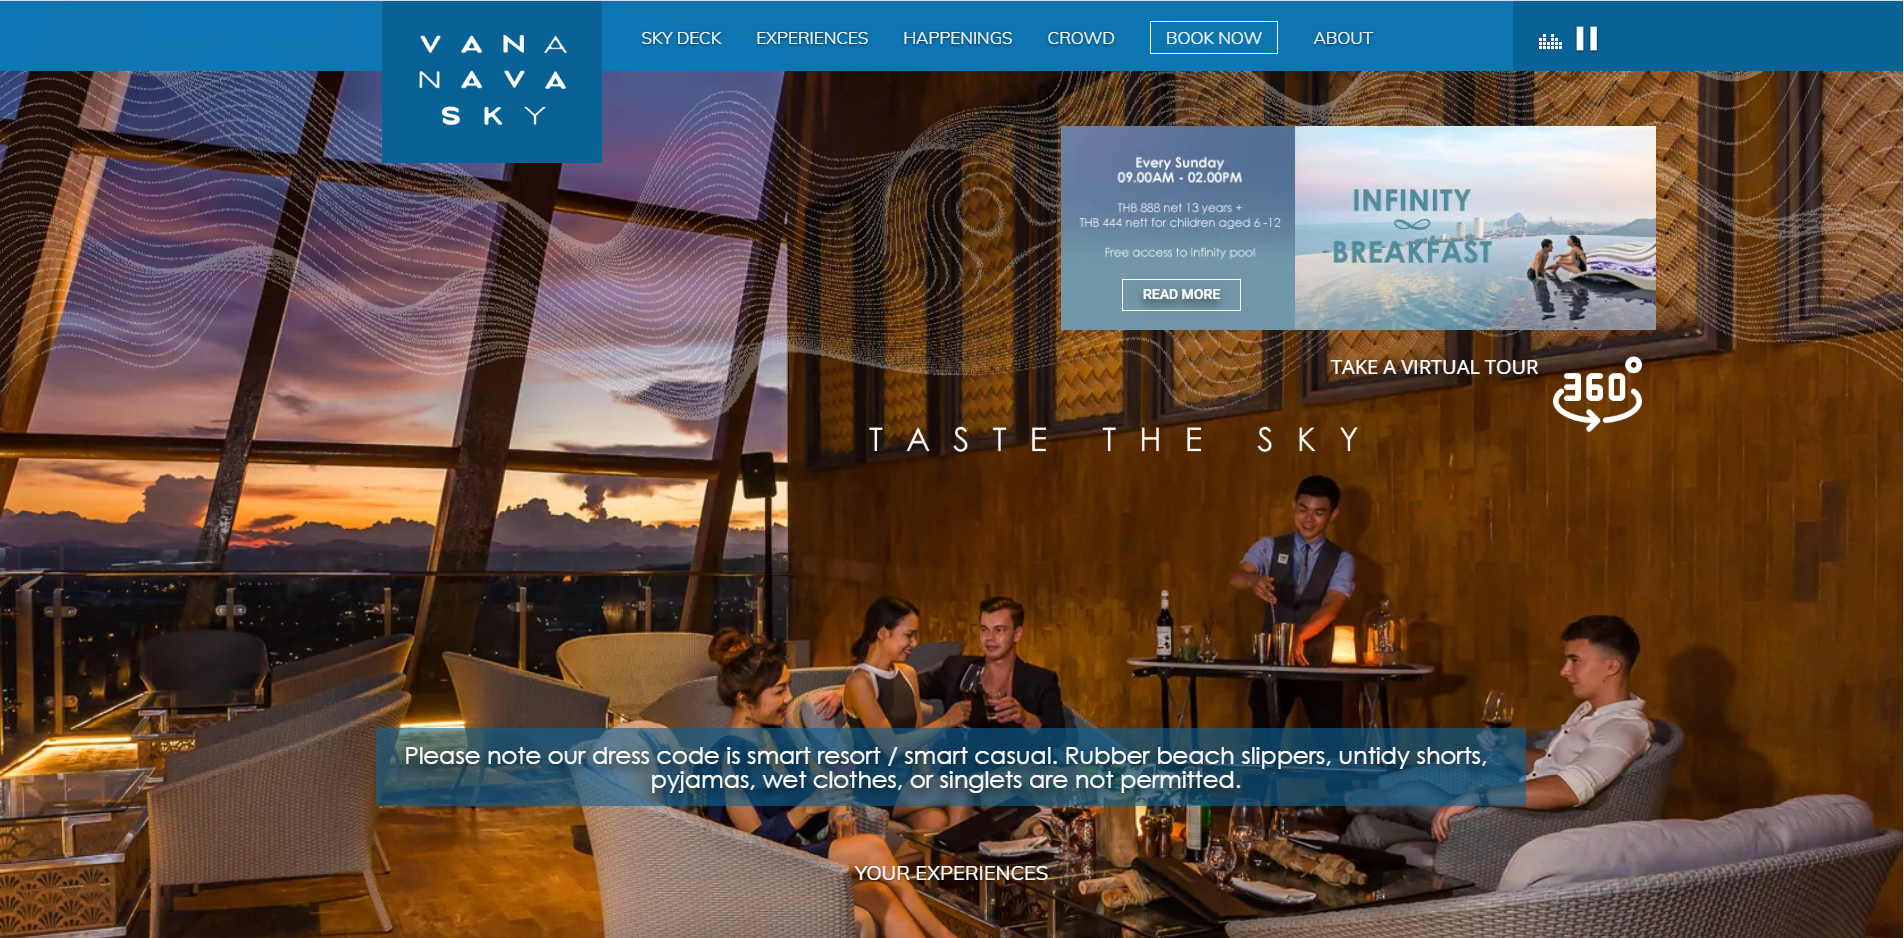 VANA
NAVA
SKY
SKY DECK
EXPERIENCES
HAPPENINGS
CROWD
BOOK NOW
ABOUT
Every Sunday
09.00AM - 02.00PM
THB 888 net 13 years +
THB 444 nett for children aged 6 -12
Free access to infinity pool
READ MORE
INFINITY
BREAKFAST
TAKE A VIRTUAL TOUR
360°
TASTE THE SKY
Please note our dress code is smart resort / smart casual. Rubber beach slippers, untidy shorts,
pyjamas, wet clothes, or singlets are not permitted.
YOUR EXPERIENCES